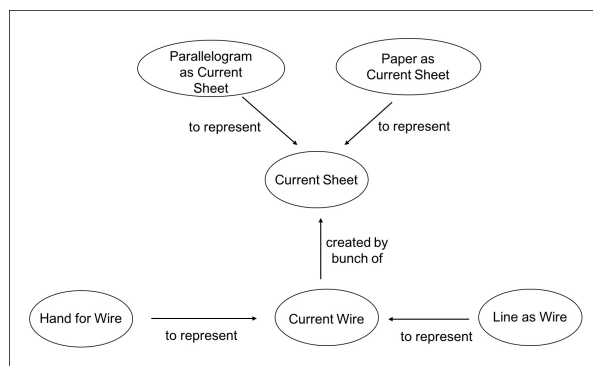 Parallelogram
as Current
Sheet
Paper as
Current Sheet
to represent
to represent
Current Sheet
created by
bunch of
Hand for Wire
Current Wire
Line as Wire
to represent
to represent